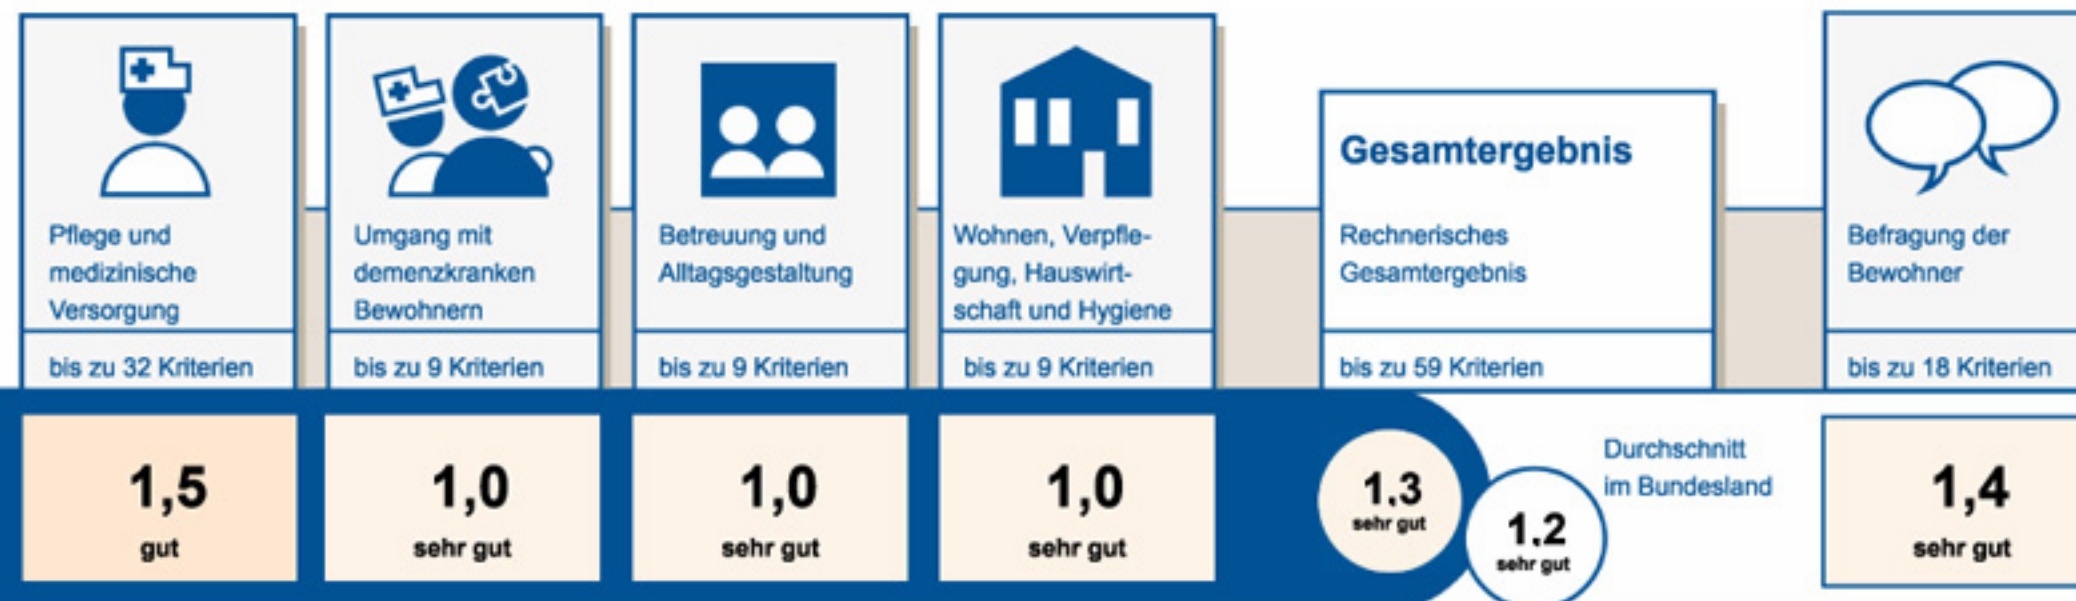 Pflege und
medizinische
Versorgung
bis zu 32 Kriterien
1,5
gut
Umgang mit
demenzkranken
Bewohnern
bis zu 9 Kriterien
1,0
sehr gut
Betreuung und
Alltagsgestaltung
bis zu 9 Kriterien
1,0
sehr gut
Wohnen, Verpfle-
gung, Hauswirt-
schaft und Hygiene
bis zu 9 Kriterien
1,0
sehr gut
Gesamtergebnis
Rechnerisches
Gesamtergebnis
bis zu 59 Kriterien
1,3
sehr gut
Durchschnitt
im Bundesland
1,2
sehr gut
Befragung der
Bewohner
bis zu 18 Kriterien
1,4
sehr gut